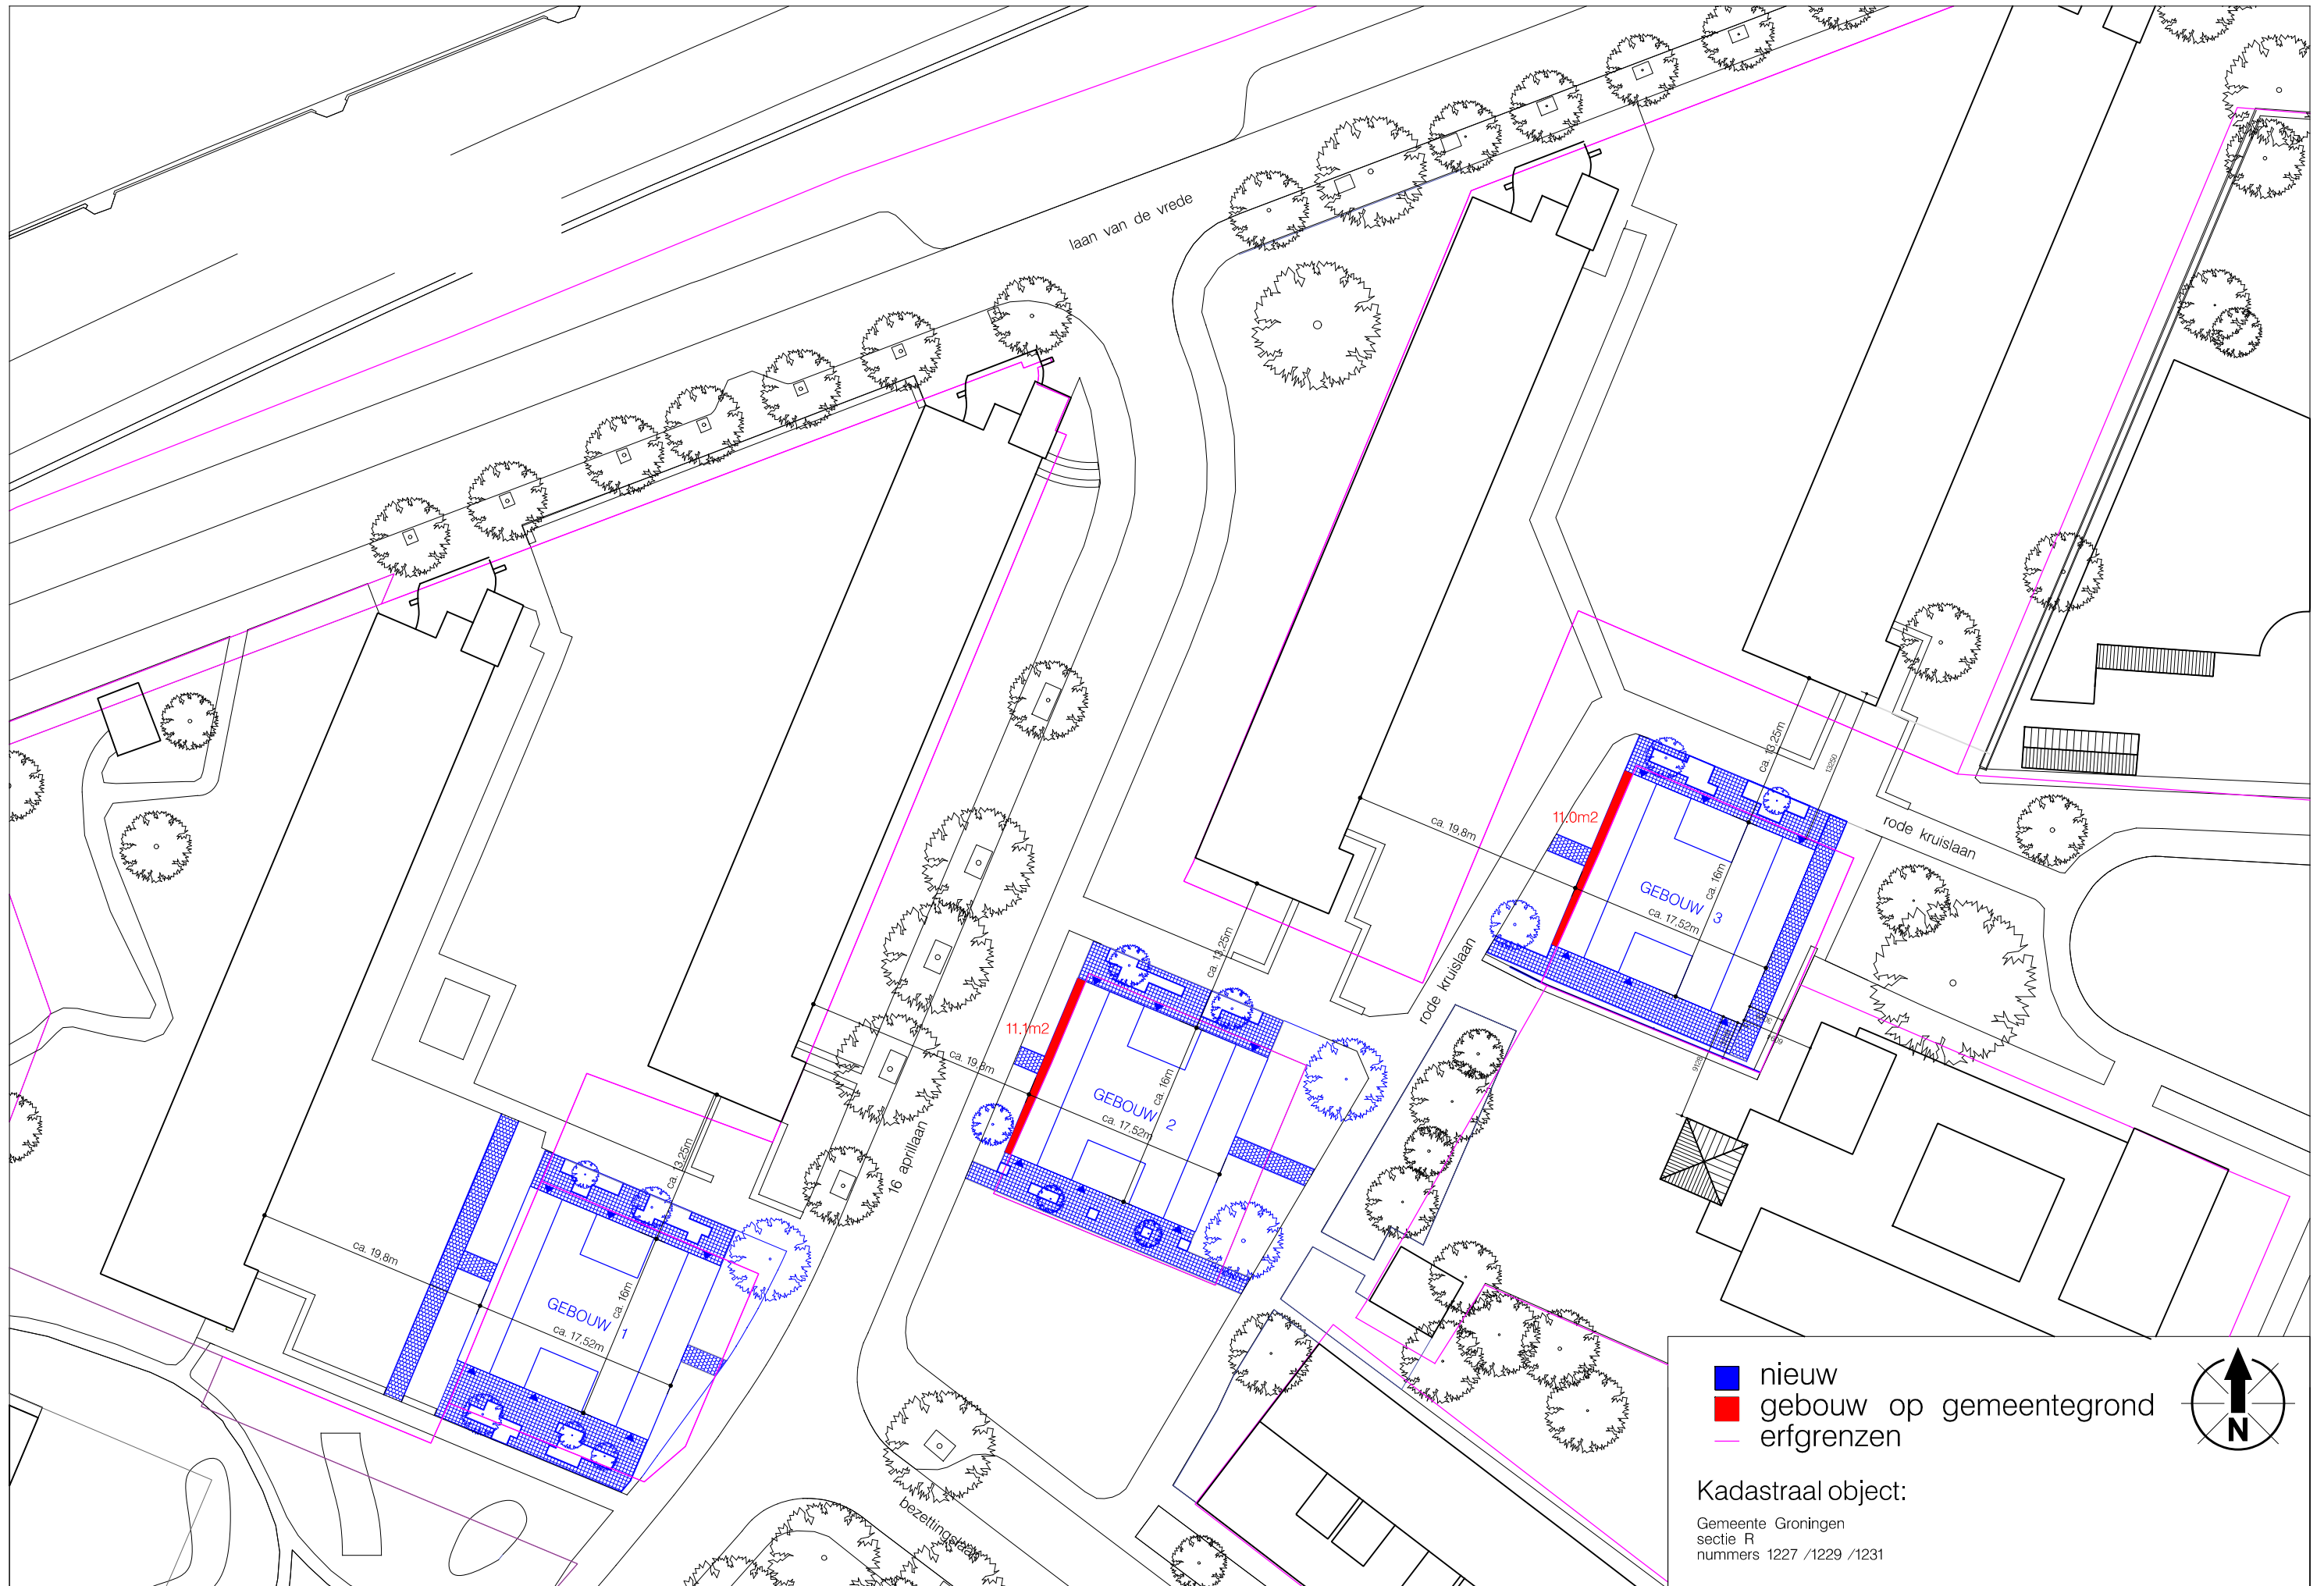 laan van de vrede
ca. 13,25m
13250
rode kruislaan
11.0m2
ca. 19,8m
GEBOUW 3
ca. 16m
ca. 17,52m
rode kruislaan
ca. 13,25m
11.1m2
ca. 19,8m
GEBOUW 2
ca. 16m
ca. 17,52m
16 aprillaan
ca. 13,25m
ca. 19,8m
GEBOUW 1
ca. 16m
ca. 17,52m
bezettingslaan
nieuw
gebouw op gemeentegrond
erfgrenzen
N
Kadastraal object:
Gemeente Groningen
sectie R
nummers 1227 /1229 /1231